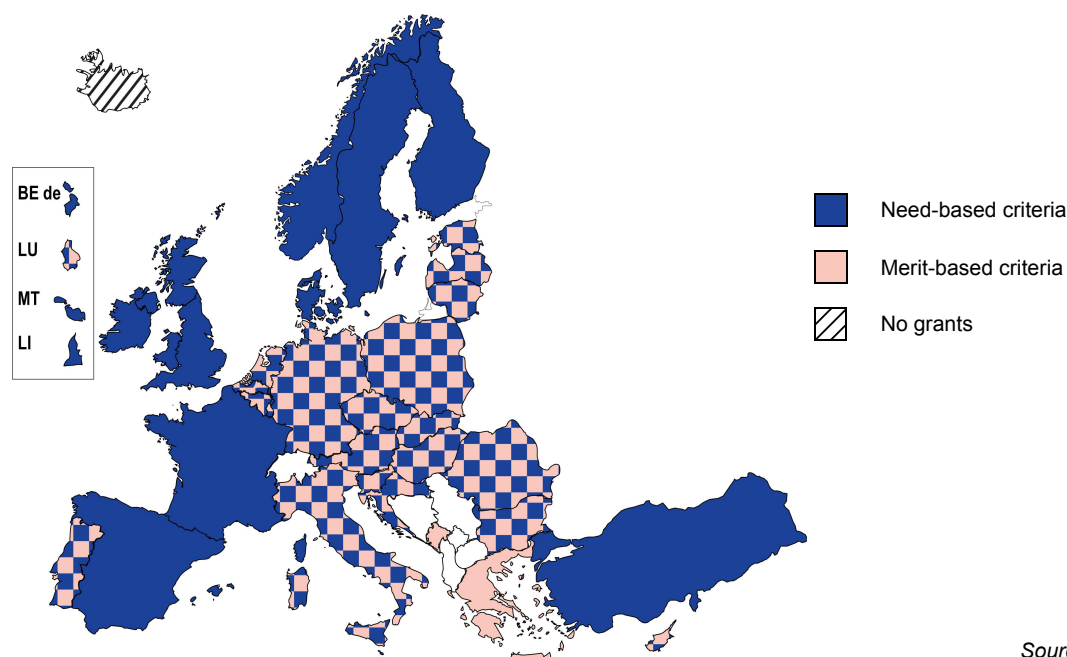 BE de
LU
MT
LI
Need-based criteria
Merit-based criteria
No grants